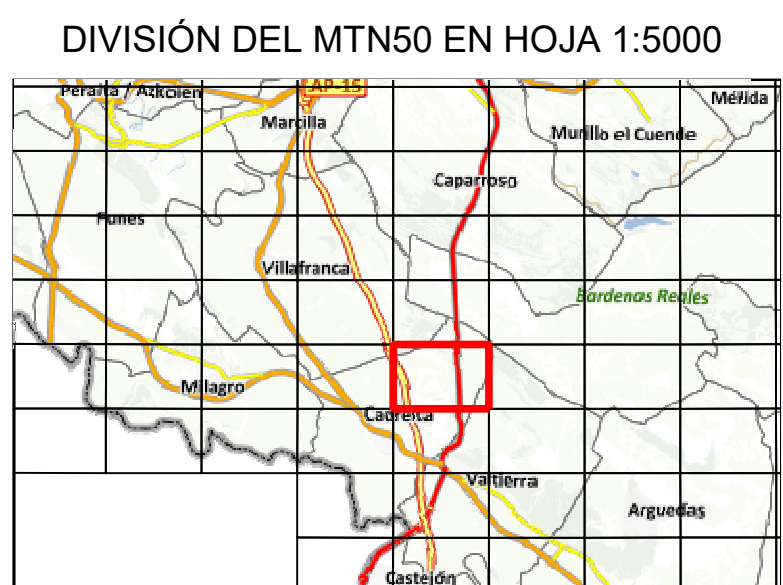 DIVISIÓN DEL MTN50 EN HOJA 1:5000
Peralta / Azkoien
AP-15
Mélida
Marcilla
Murillo el Cuende
Caparroso
Funes
Villafranca
Bardenas Reales
Milagro
Cadreita
Valtierra
Arguedas
Castejón